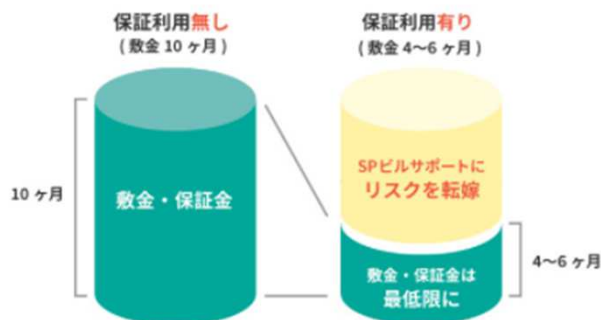 保証利用無し
( 敷金 10 ヶ月 )
10 ヶ月
敷金・保証金
保証利用有り
( 敷金 4〜6 ヶ月 )
SPビルサポートに
リスクを転嫁
敷金・保証金は
最低限に
4〜6 ヶ月